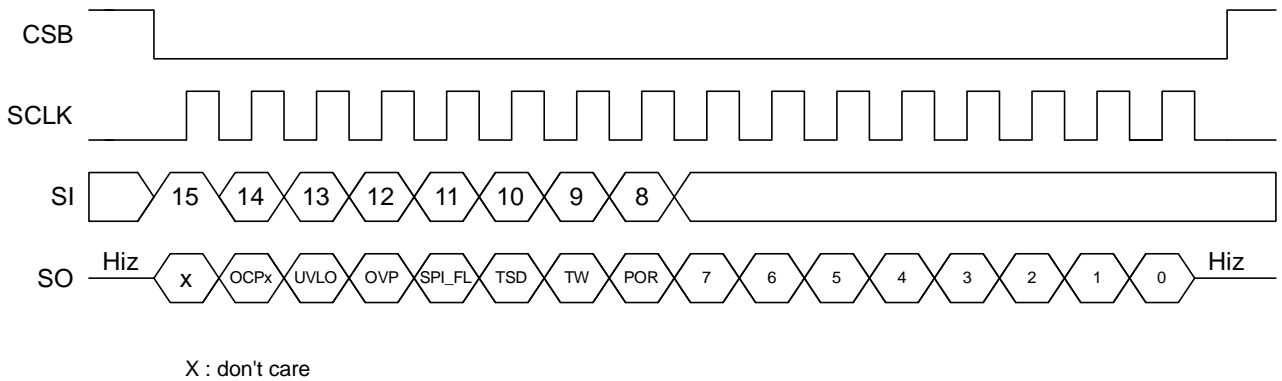 CSB
SCLK
SI 15 14 13 12 11 10 9 8
Hiz Hiz
SO x OCPx UVLO OVP SPI_FL TSD TW POR 7 6 5 4 3 2 1 0
X : don't care